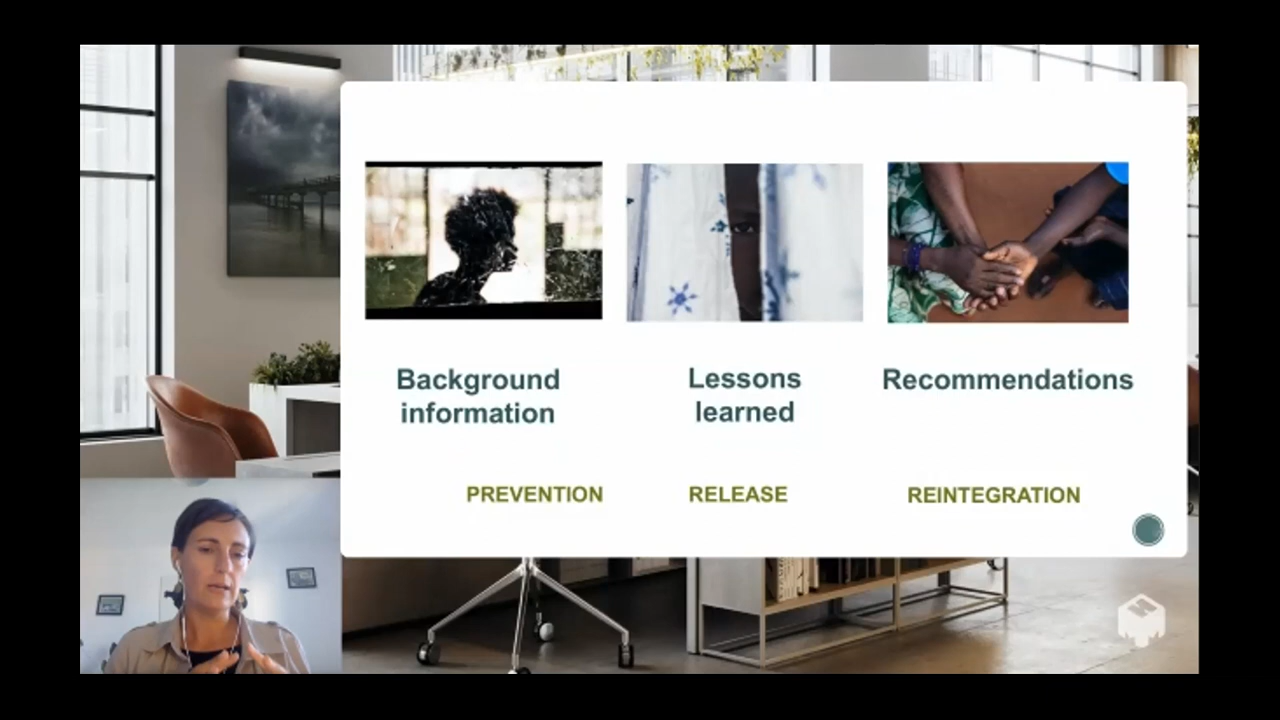 Background
information
Lessons
learned
Recommendations
PREVENTION
RELEASE
REINTEGRATION